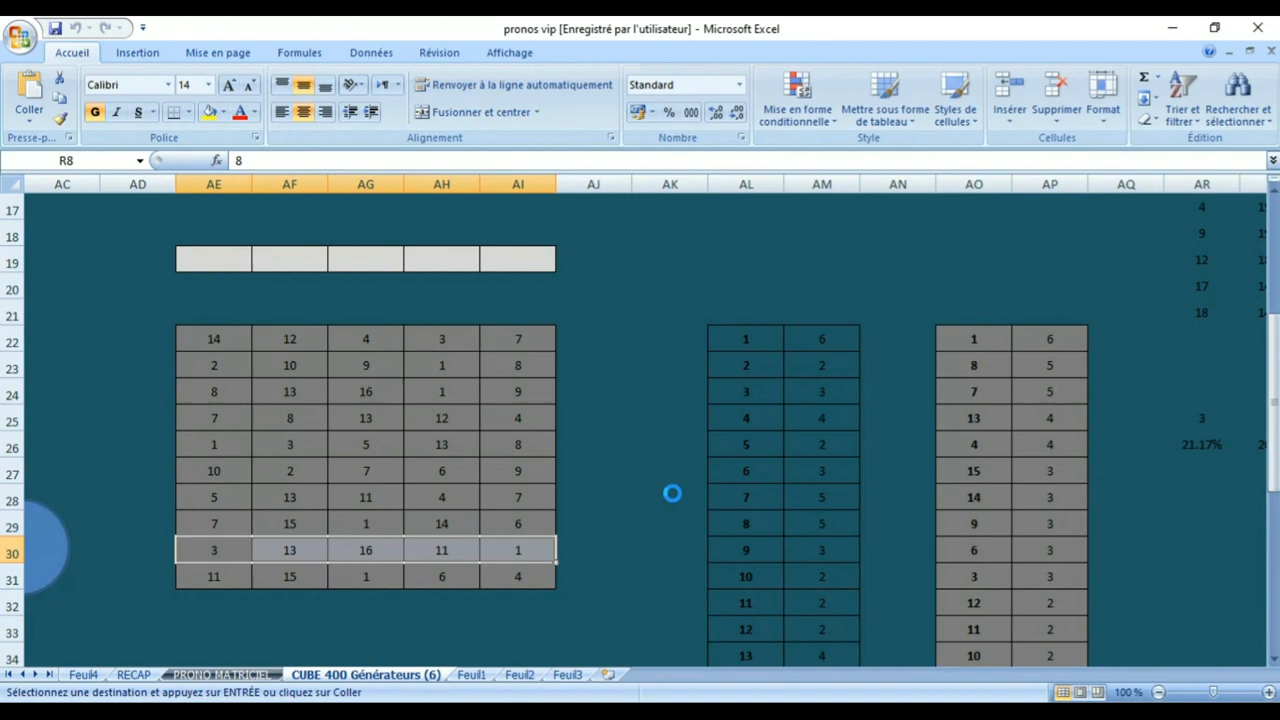 pronos vip [Enregistré par l'utilisateur] - Microsoft Excel
Accueil Insertion Mise en page Formules Données Révision Affichage
Coller Calibri 14 Renvoyer à la ligne automatiquement Standard Mise en forme conditionnelle Mettre sous forme de tableau Styles de cellules Insérer Supprimer Format Trier et filtrer Rechercher et sélectionner
G I S Fusionner et centrer % 000
Presse-p... Police Alignement Nombre Style Cellules Édition
R8 fx 8
AC AD AE AF AG AH AI AJ AK AL AM AN AO AP AQ AR
17 4
18 9
19 12
20 17
21 18
22 14 12 4 3 7 1 6 1 6
23 2 10 9 1 8 2 2 8 5
24 8 13 16 1 9 3 3 7 5
25 7 8 13 12 4 4 4 13 4 3
26 1 3 5 13 8 5 2 4 4 21.17%
27 10 2 7 6 9 6 3 15 3
28 5 13 11 4 7 7 5 14 3
29 7 15 1 14 6 8 5 9 3
30 3 13 16 11 1 9 3 6 3
31 11 15 1 6 4 10 2 3 3
32 11 2 12 2
33 12 2 11 2
34 13 4 10 2
Feuil4 RECAP PRONO MATRICIEL CUBE 400 Générateurs (6) Feuil1 Feuil2 Feuil3
Sélectionnez une destination et appuyez sur ENTRÉE ou cliquez sur Coller 100 %